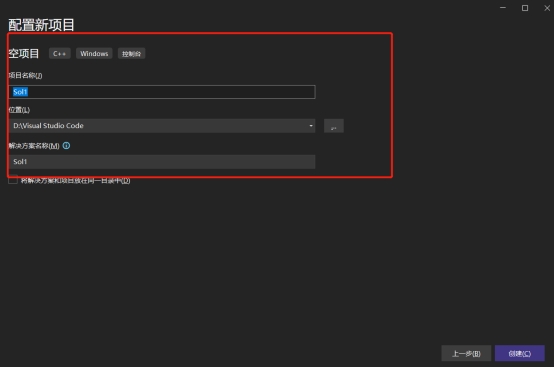 配置新项目
空项目 C++ Windows 控制台
项目名称(J)
Sol1
位置(L)
D:\Visual Studio Code
...
解决方案名称(M)
Sol1
将解决方案和项目放在同一目录中(D)
上一步(B) 创建(C)